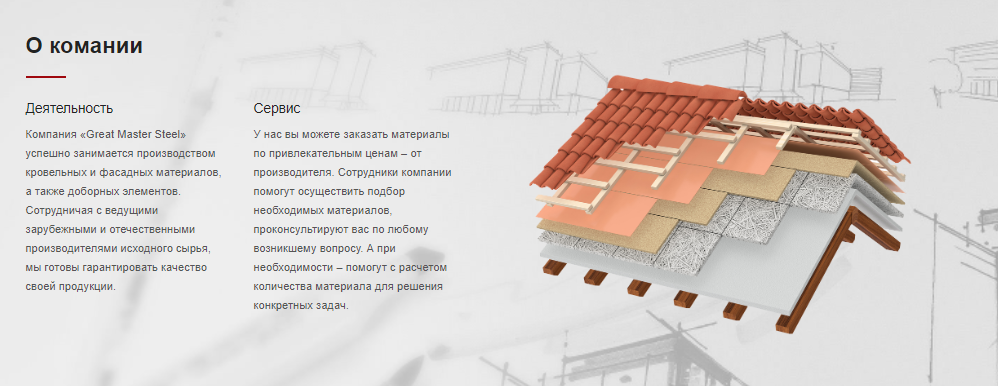 О комании
Деятельность
Компания «Great Master Steel»
успешно занимается производством
кровельных и фасадных материалов,
а также доборных элементов.
Сотрудничая с ведущими
зарубежными и отечественными
производителями исходного сырья,
мы готовы гарантировать качество
своей продукции.
Сервис
У нас вы можете заказать материалы
по привлекательным ценам – от
производителя. Сотрудники компании
помогут осуществить подбор
необходимых материалов,
проконсультируют вас по любому
возникшему вопросу. А при
необходимости – помогут с расчетом
количества материала для решения
конкретных задач.